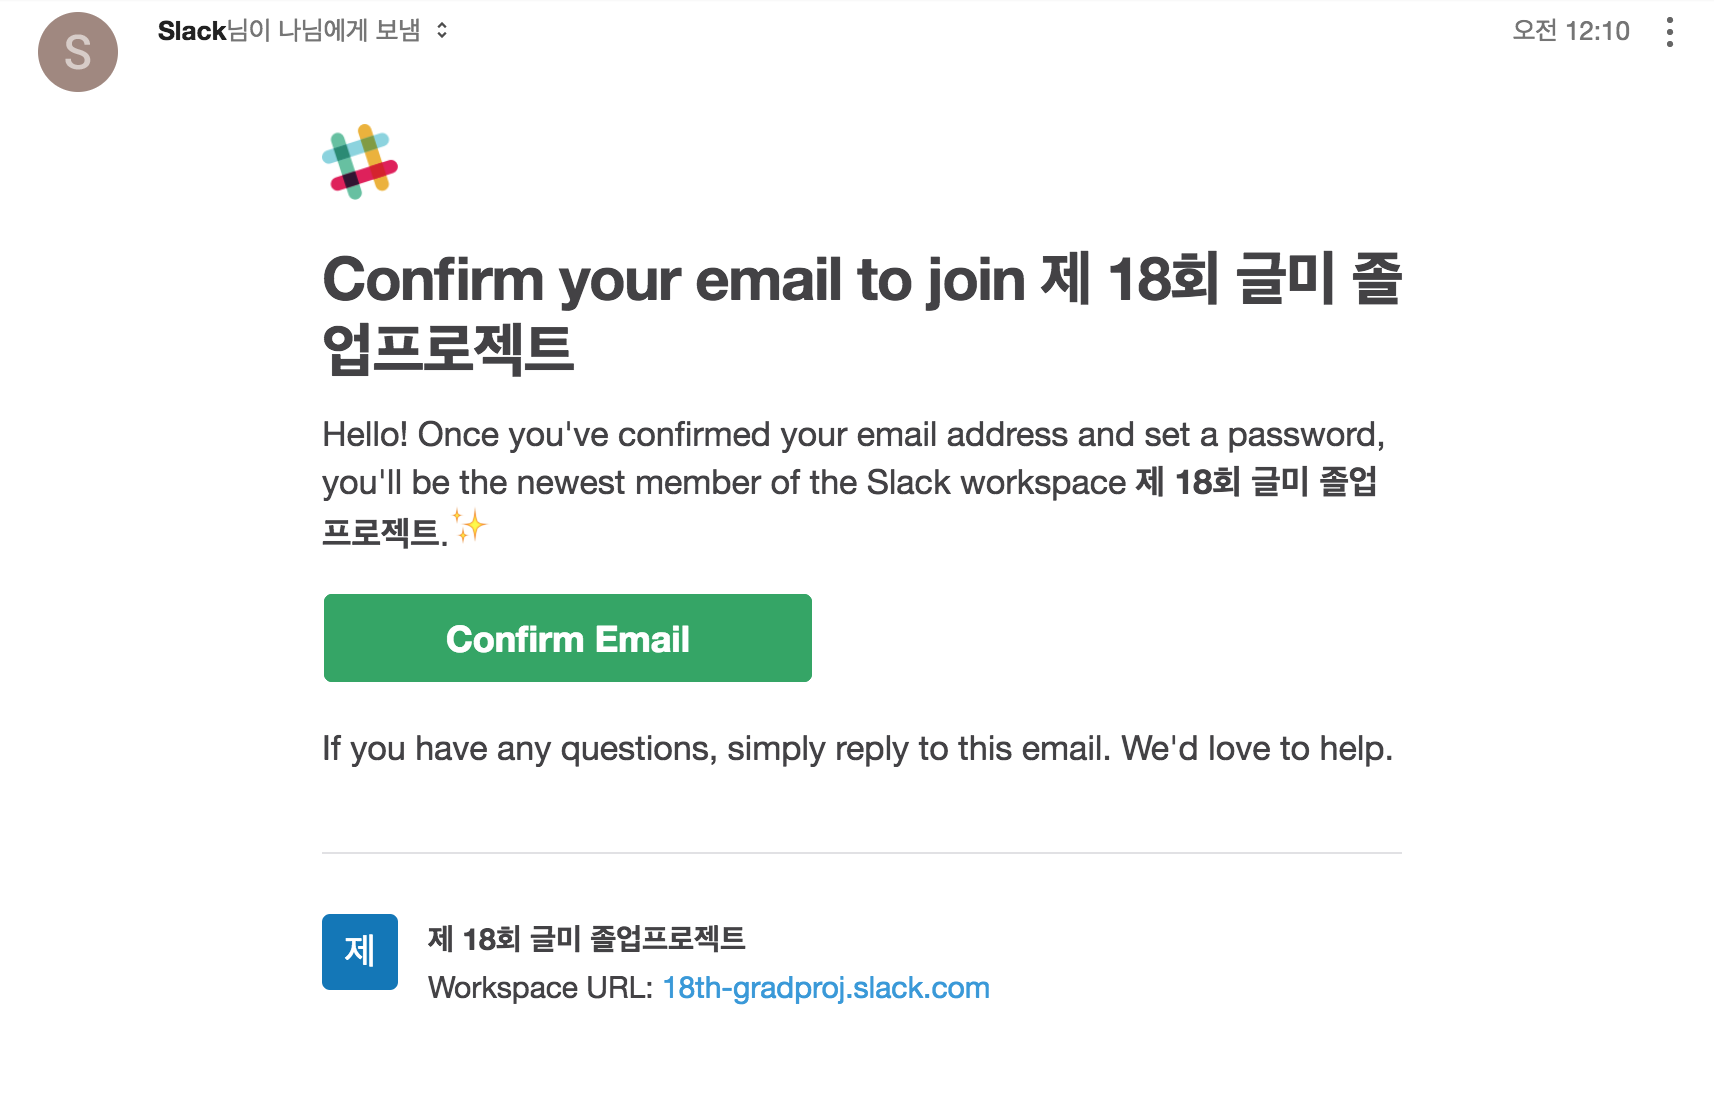 S
Slack님이 나님에게 보냄
오전 12:10
Confirm your email to join 제 18회 글미 졸
업프로젝트
Hello! Once you've confirmed your email address and set a password,
you'll be the newest member of the Slack workspace 제 18회 글미 졸업
프로젝트.✨
Confirm Email
If you have any questions, simply reply to this email. We'd love to help.
제
제 18회 글미 졸업프로젝트
Workspace URL: 18th-gradproj.slack.com